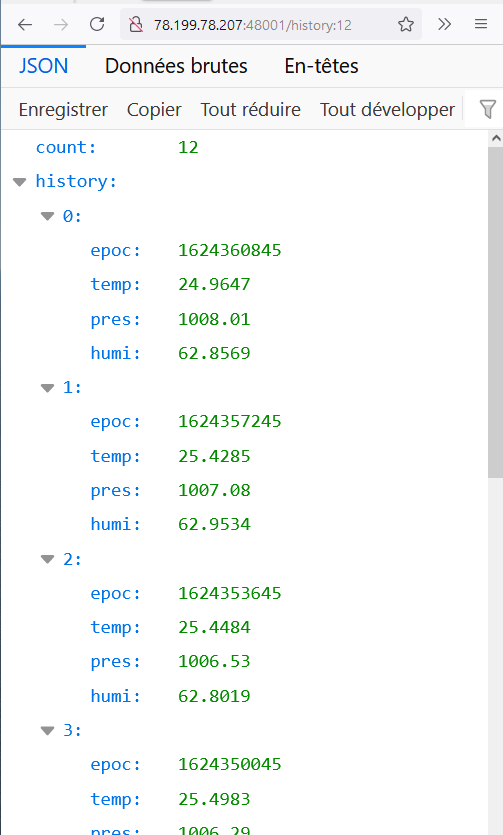 78.199.78.207:48001/history:12
JSON Données brutes En-têtes
Enregistrer Copier Tout réduire Tout développer
count: 12
history:
0:
epoc: 1624360845
temp: 24.9647
pres: 1008.01
humi: 62.8569
1:
epoc: 1624357245
temp: 25.4285
pres: 1007.08
humi: 62.9534
2:
epoc: 1624353645
temp: 25.4484
pres: 1006.53
humi: 62.8019
3:
epoc: 1624350045
temp: 25.4983
pres: 1006.29